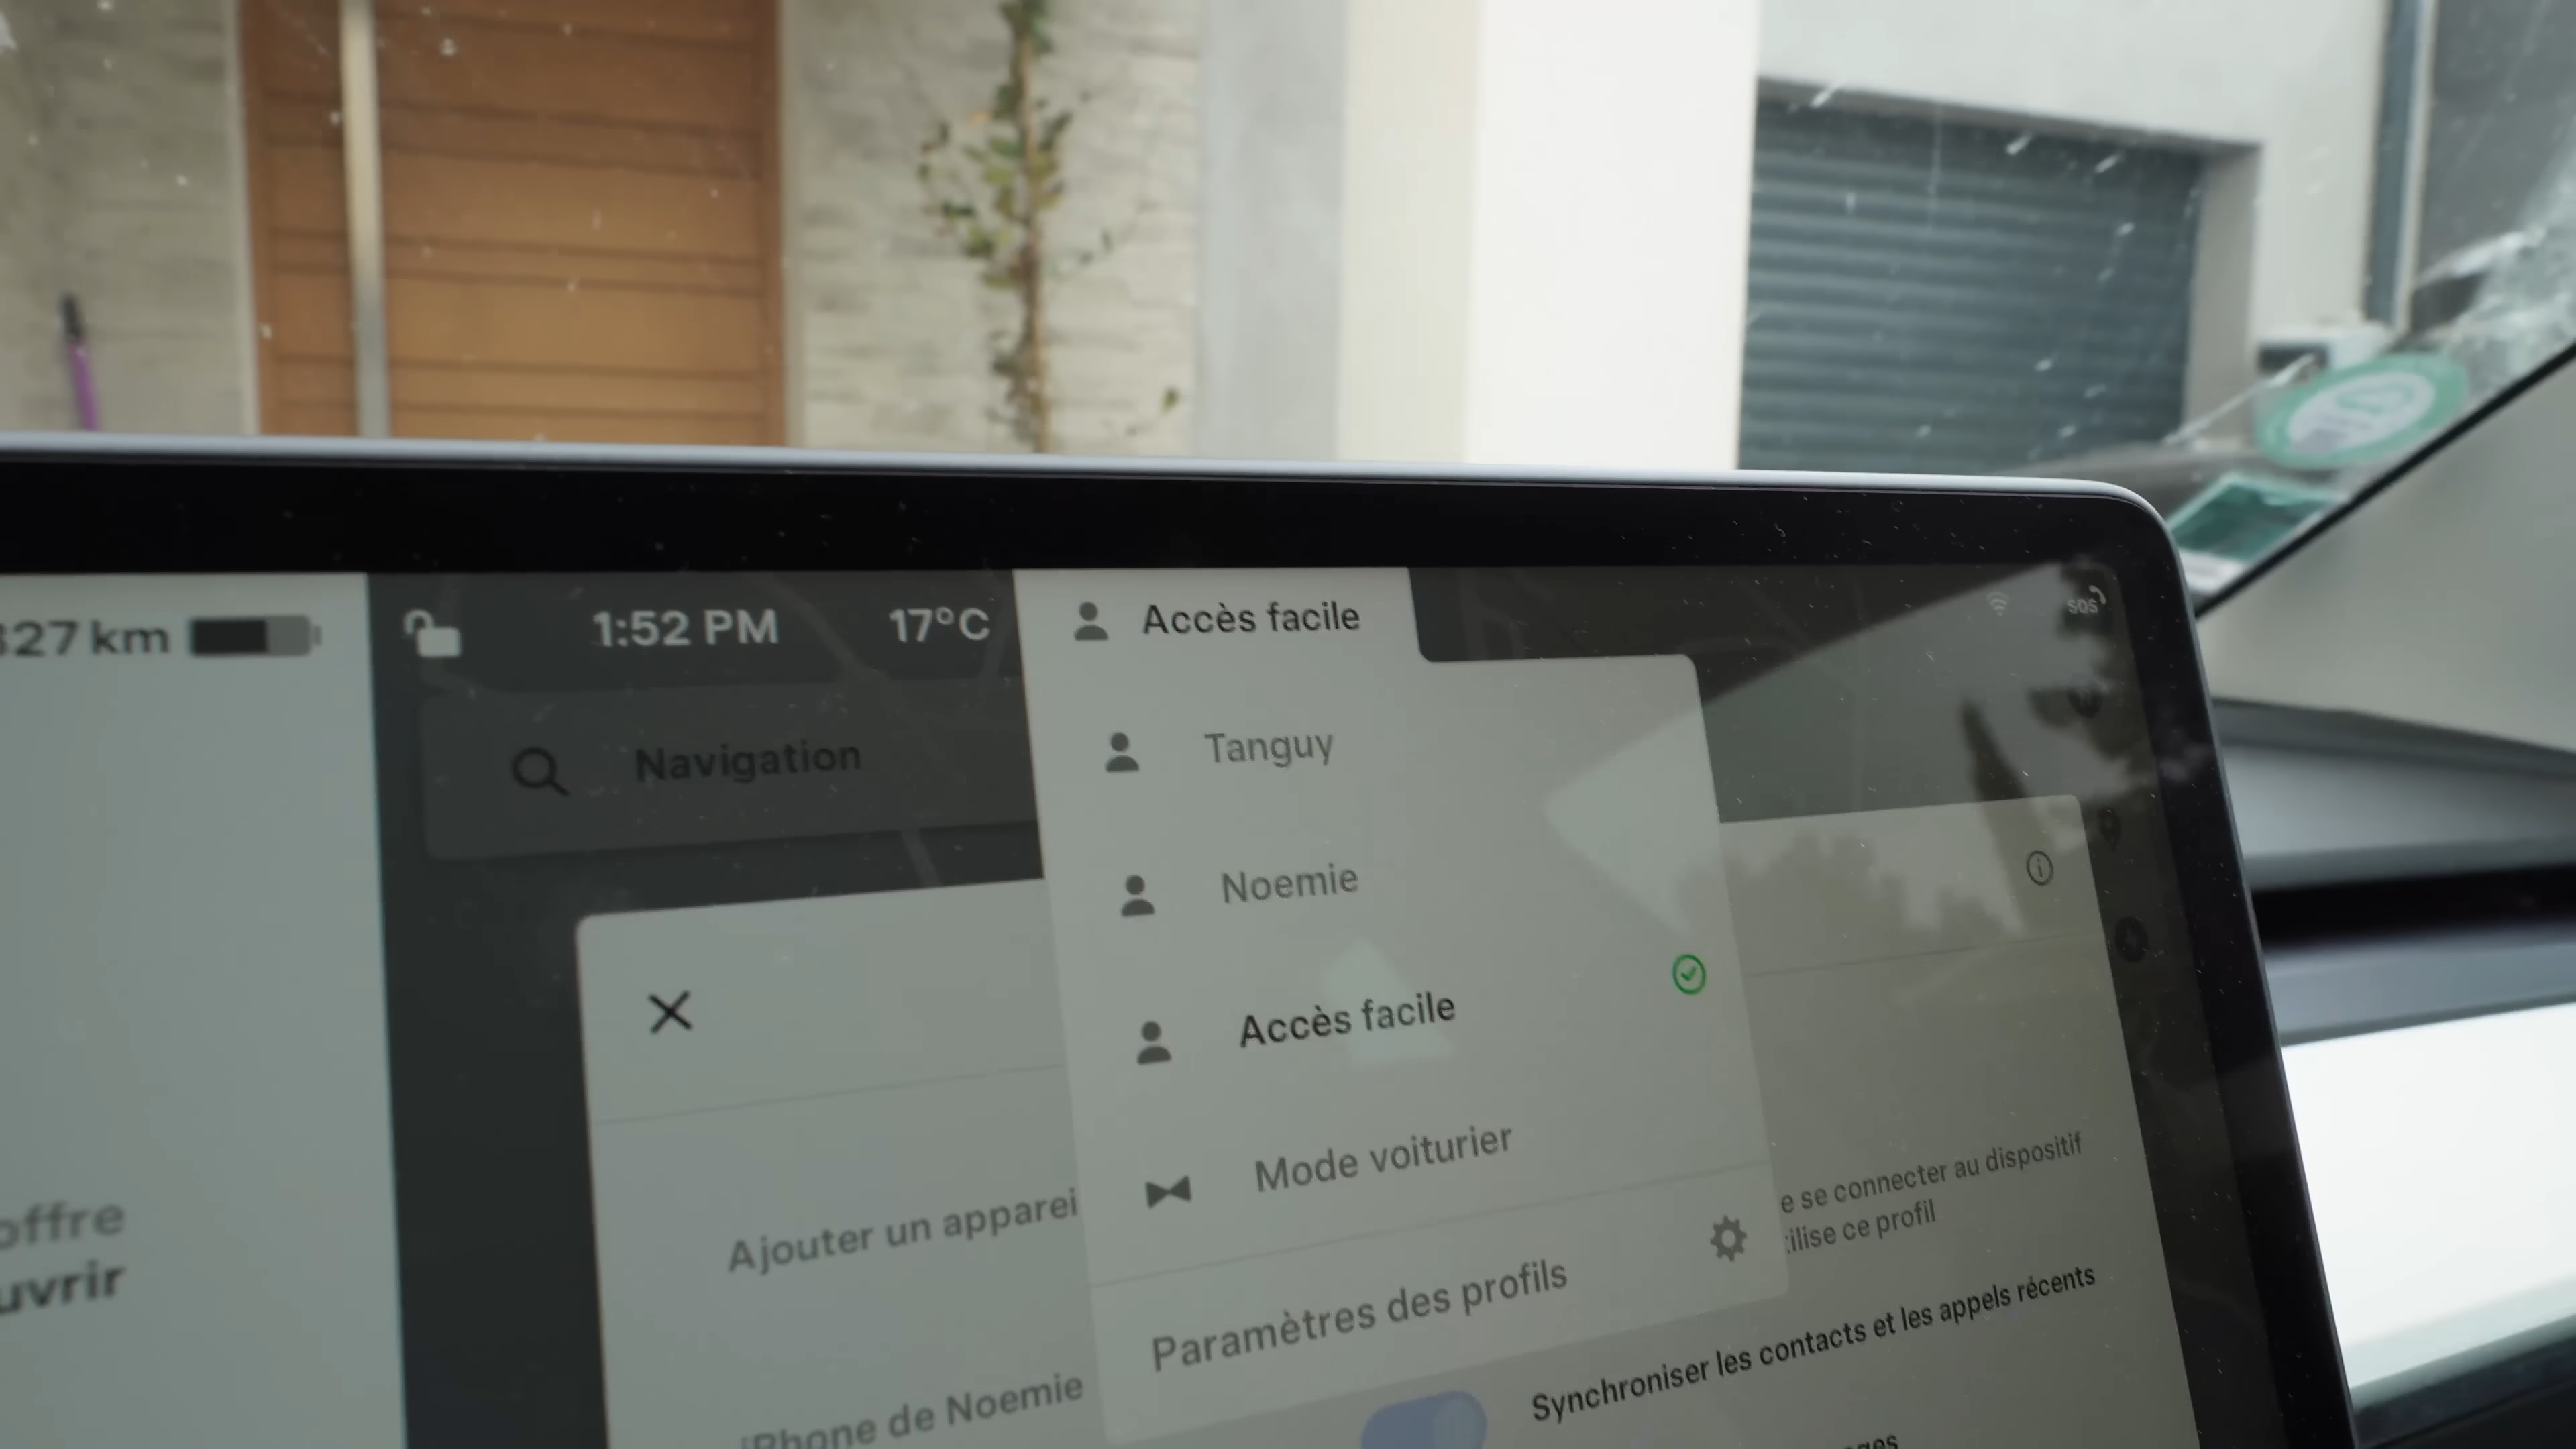 327 km
1:52 PM
17°C
Accès facile
Navigation
Tanguy
Noemie
Accès facile
Mode voiturier
Paramètres des profils
Ajouter un apparei
iPhone de Noemie
offre
uvrir
e se connecter au dispositif
tilise ce profil
Synchroniser les contacts et les appels récents
SOS